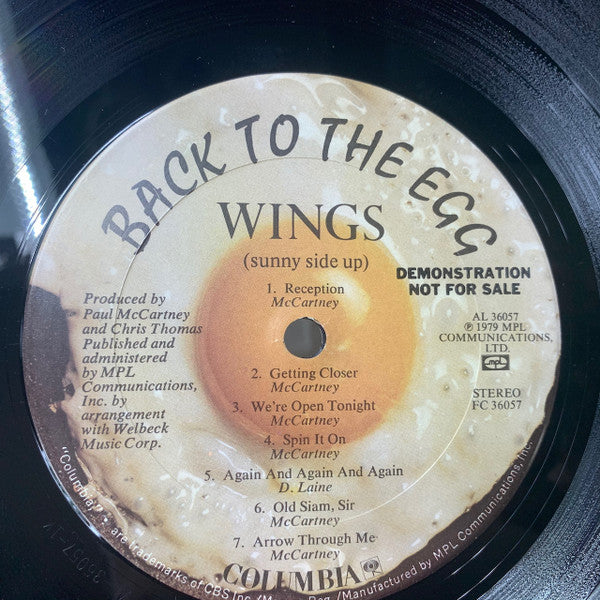 BACK TO THE EGG
WINGS
(sunny side up)
DEMONSTRATION
NOT FOR SALE
1. Reception
McCartney
Produced by
Paul McCartney
and Chris Thomas
Published and
administered
by MPL
Communications,
Inc. by
arrangement
with Welbeck
Music Corp.
AL 36057
℗ 1979 MPL
COMMUNICATIONS,
LTD.
mpl
STEREO
FC 36057
2. Getting Closer
McCartney
3. We're Open Tonight
McCartney
4. Spin It On
McCartney
5. Again And Again And Again
D. Laine
6. Old Siam, Sir
McCartney
7. Arrow Through Me
McCartney
COLUMBIA
"Columbia," are trademarks of CBS Inc./ Reg./Manufactured by MPL Communications, Inc.